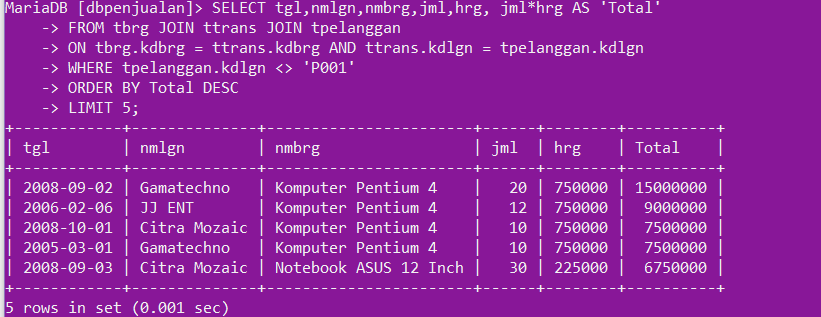 MariaDB [dbpenjualan]> SELECT tgl,nmlgn,nmbrg,jml,hrg, jml*hrg AS 'Total'
    -> FROM tbrg JOIN ttrans JOIN tpelanggan
    -> ON tbrg.kdbrg = ttrans.kdbrg AND ttrans.kdlgn = tpelanggan.kdlgn
    -> WHERE tpelanggan.kdlgn <> 'P001'
    -> ORDER BY Total DESC
    -> LIMIT 5;
+------------+--------------+-----------------------+------+--------+----------+
| tgl        | nmlgn        | nmbrg                 | jml  | hrg    | Total    |
+------------+--------------+-----------------------+------+--------+----------+
| 2008-09-02 | Gamatechno   | Komputer Pentium 4    |   20 | 750000 | 15000000 |
| 2006-02-06 | JJ ENT       | Komputer Pentium 4    |   12 | 750000 |  9000000 |
| 2008-10-01 | Citra Mozaic | Komputer Pentium 4    |   10 | 750000 |  7500000 |
| 2005-03-01 | Gamatechno   | Komputer Pentium 4    |   10 | 750000 |  7500000 |
| 2008-09-03 | Citra Mozaic | Notebook ASUS 12 Inch |   30 | 225000 |  6750000 |
+------------+--------------+-----------------------+------+--------+----------+
5 rows in set (0.001 sec)